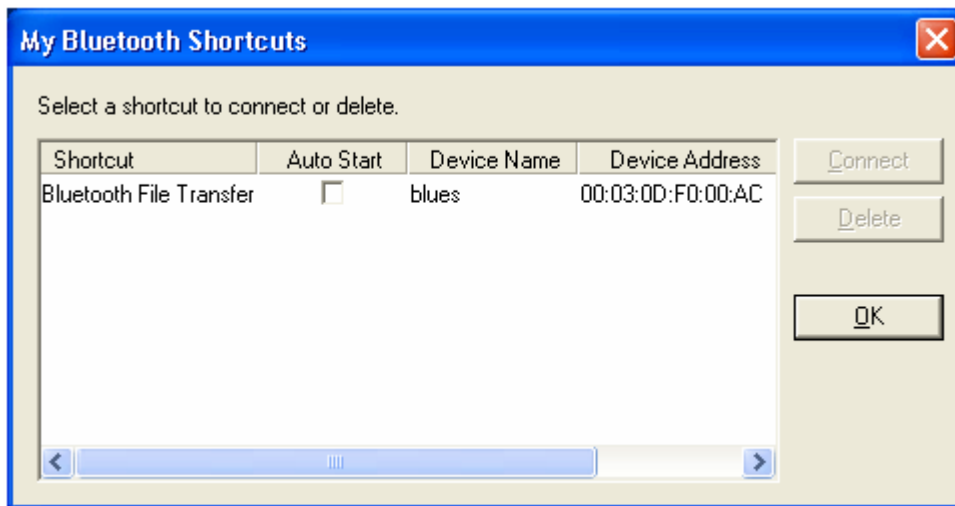 My Bluetooth Shortcuts
Select a shortcut to connect or delete.
Shortcut Auto Start Device Name Device Address
Bluetooth File Transfer blues 00:03:0D:F0:00:AC
Connect
Delete
OK